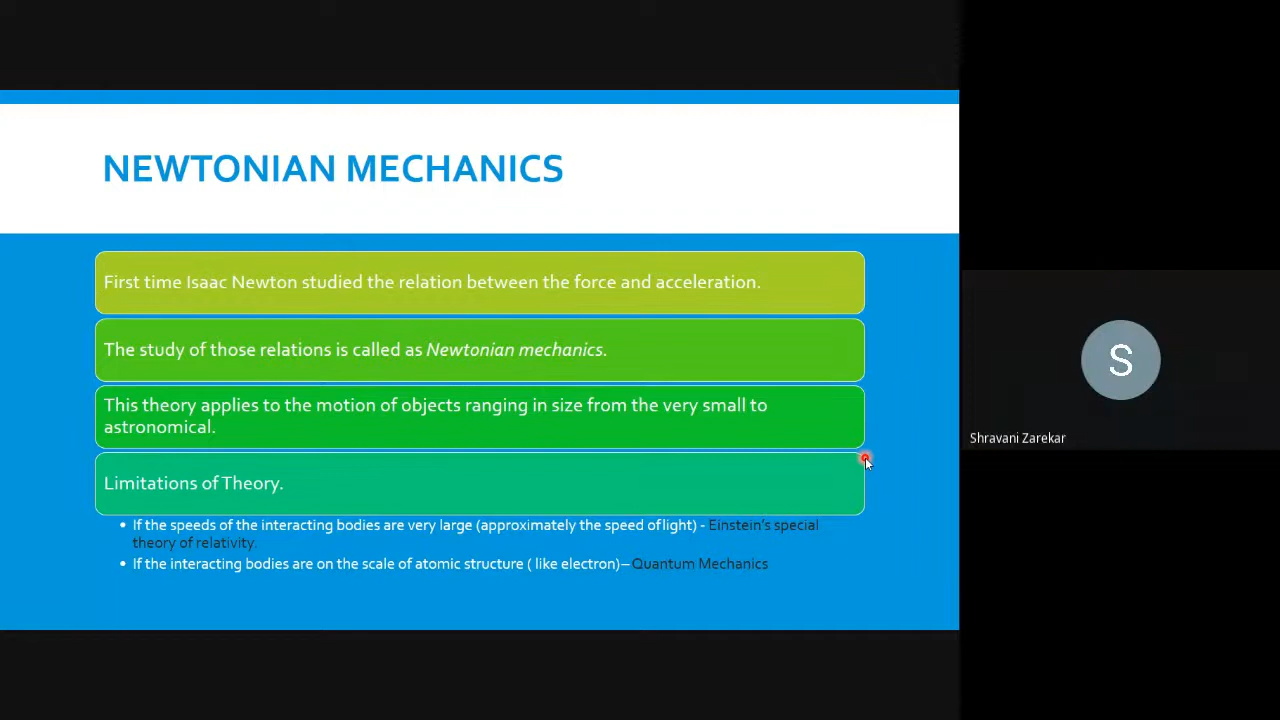 NEWTONIAN MECHANICS
First time Isaac Newton studied the relation between the force and acceleration.
The study of those relations is called as Newtonian mechanics.
This theory applies to the motion of objects ranging in size from the very small to
astronomical.
Limitations of Theory.
• If the speeds of the interacting bodies are very large (approximately the speed of light) - Einstein's special
theory of relativity.
• If the interacting bodies are on the scale of atomic structure ( like electron)– Quantum Mechanics
S
Shravani Zarekar